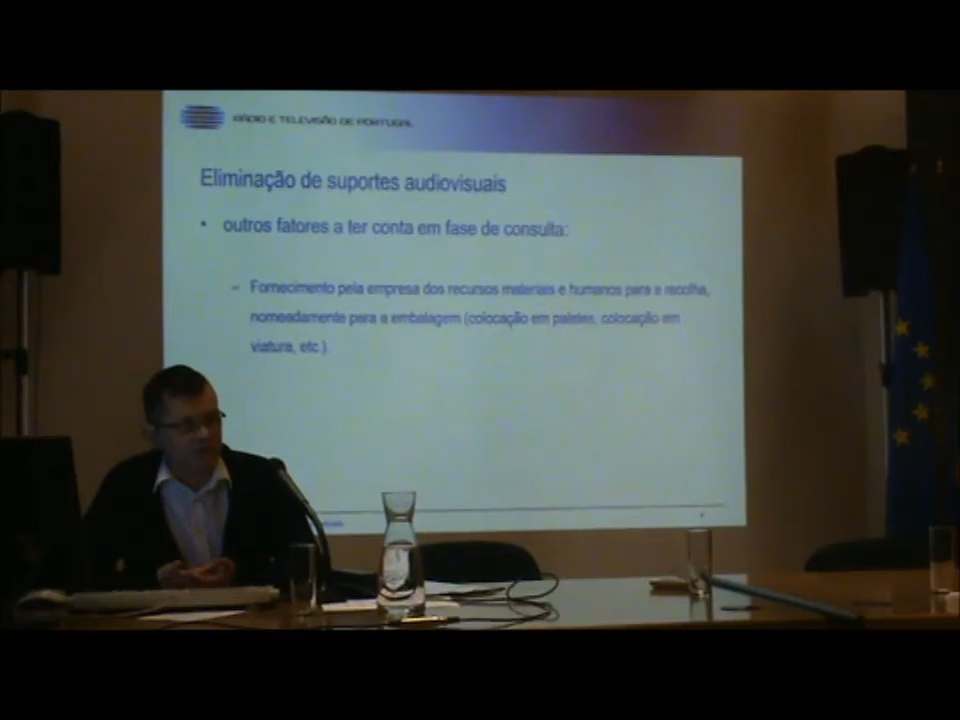 RÁDIO E TELEVISÃO DE PORTUGAL
Eliminação de suportes audiovisuais
• outros fatores a ter conta em fase de consulta:
– Fornecimento pela empresa dos recursos materiais e humanos para a recolha,
nomeadamente para a embalagem (colocação em paletes, colocação em
viatura, etc.).